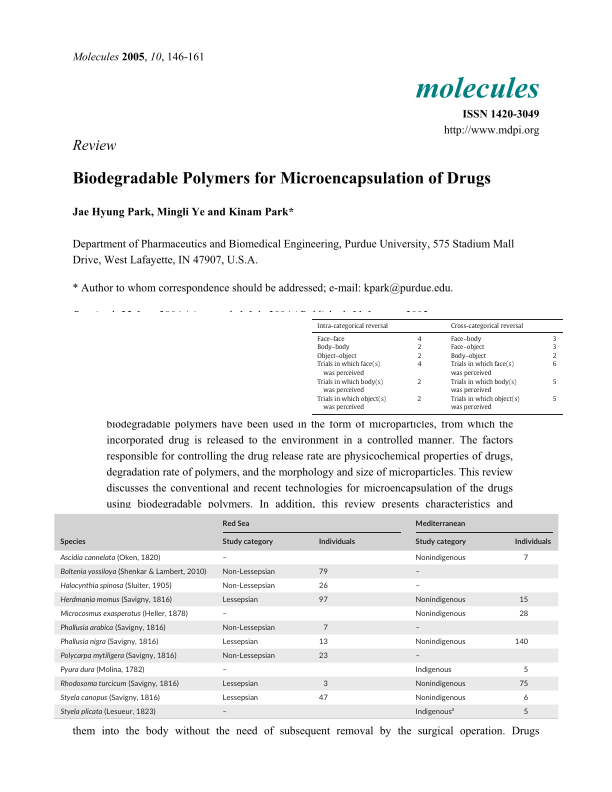 Molecules 2005, 10, 146-161
molecules
ISSN 1420-3049
http://www.mdpi.org
Review
Biodegradable Polymers for Microencapsulation of Drugs
Jae Hyung Park, Mingli Ye and Kinam Park*
Department of Pharmaceutics and Biomedical Engineering, Purdue University, 575 Stadium Mall
Drive, West Lafayette, IN 47907, U.S.A.
* Author to whom correspondence should be addressed; e-mail: kpark@purdue.edu.
Intra-categorical reversal Cross-categorical reversal
Face–face 4 Face–body 3
Body–body 2 Face–object 3
Object–object 2 Body–object 2
Trials in which face(s) 4 Trials in which face(s) 6
was perceived was perceived
Trials in which body(s) 2 Trials in which body(s) 5
was perceived was perceived
Trials in which object(s) 2 Trials in which object(s) 5
was perceived was perceived
biodegradable polymers have been used in the form of microparticles, from which the
incorporated drug is released to the environment in a controlled manner. The factors
responsible for controlling the drug release rate are physicochemical properties of drugs,
degradation rate of polymers, and the morphology and size of microparticles. This review
discusses the conventional and recent technologies for microencapsulation of the drugs
using biodegradable polymers. In addition, this review presents characteristics and
Red Sea Mediterranean
Species Study category Individuals Study category Individuals
Ascidia cannelata (Oken, 1820) – Nonindigenous 7
Boltenia yossiloya (Shenkar & Lambert, 2010) Non-Lessepsian 79 –
Halocynthia spinosa (Sluiter, 1905) Non-Lessepsian 26 –
Herdmania momus (Savigny, 1816) Lessepsian 97 Nonindigenous 15
Microcosmus exasperatus (Heller, 1878) – Nonindigenous 28
Phallusia arabica (Savigny, 1816) Non-Lessepsian 7 –
Phallusia nigra (Savigny, 1816) Lessepsian 13 Nonindigenous 140
Polycarpa mytiligera (Savigny, 1816) Non-Lessepsian 23 –
Pyura dura (Molina, 1782) – Indigenous 5
Rhodosoma turcicum (Savigny, 1816) Lessepsian 3 Nonindigenous 75
Styela canopus (Savigny, 1816) Lessepsian 47 Nonindigenous 6
Styela plicata (Lesueur, 1823) – Indigenousᵃ 5
them into the body without the need of subsequent removal by the surgical operation. Drugs